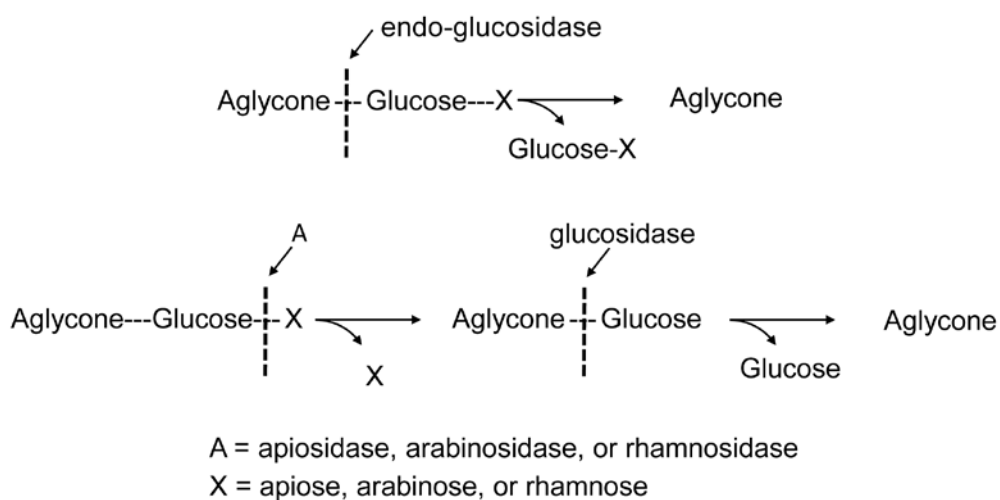 endo-glucosidase
Aglycone --- Glucose---X Aglycone
Glucose-X
A glucosidase
Aglycone---Glucose---X Aglycone --- Glucose Aglycone
X Glucose
A = apiosidase, arabinosidase, or rhamnosidase
X = apiose, arabinose, or rhamnose